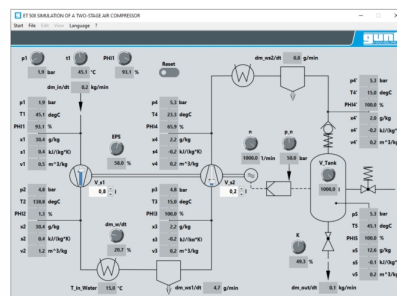 ET 500 SIMULATION OF A TWO-STAGE AIR COMPRESSOR
Start File Edit View Language ?
gunt
p1 t1 PHI1 Reset
1,9 bar 45,1 °C 93,1 %
dm_in/dt 0,2 kg/min
dm_ws2/dt 0,0 g/min
p1 1,9 bar
T1 45,1 degC
PHI1 93,1 %
x1 30,4 g/kg
s1 0,4 kJ/(kg*K)
v1 0,5 m^3/kg
EPS
50,0 %
p4 5,3 bar
T4 23,3 degC
PHI4 65,9 %
x4 2,2 g/kg
s4 -0,2 kJ/(kg*K)
v4 0,2 m^3/kg
n p_n
1000,0 1/min 10,0 bar
p4' 5,3 bar
T4' 15,0 degC
PHI4' 100,0 %
x4' 2,0 g/kg
s4' -0,2 kJ/(kg*K)
v4' 0,2 m^3/kg
V_s1
0,8 l
V_s2
0,2 l
V_Tank
1000,0 l
p2 4,8 bar
T2 138,8 degC
PHI2 1,3 %
x2 30,4 g/kg
s2 0,4 kJ/(kg*K)
v2 1,2 m^3/kg
p3 4,8 bar
T3 15,0 degC
PHI3 100,0 %
x3 2,2 g/kg
s3 -0,2 kJ/(kg*K)
v3 0,2 m^3/kg
dm_w/dt
20,7 %
K
49,3 %
p5 5,3 bar
T5 45,1 degC
PHI5 100,0 %
x5 12,6 g/kg
s5 -0,1 kJ/(kg*K)
v5 0,2 m^3/kg
T_in_Water 15,0 °C
dm_ws1/dt 4,7 g/min
dm_out/dt 0,1 kg/min